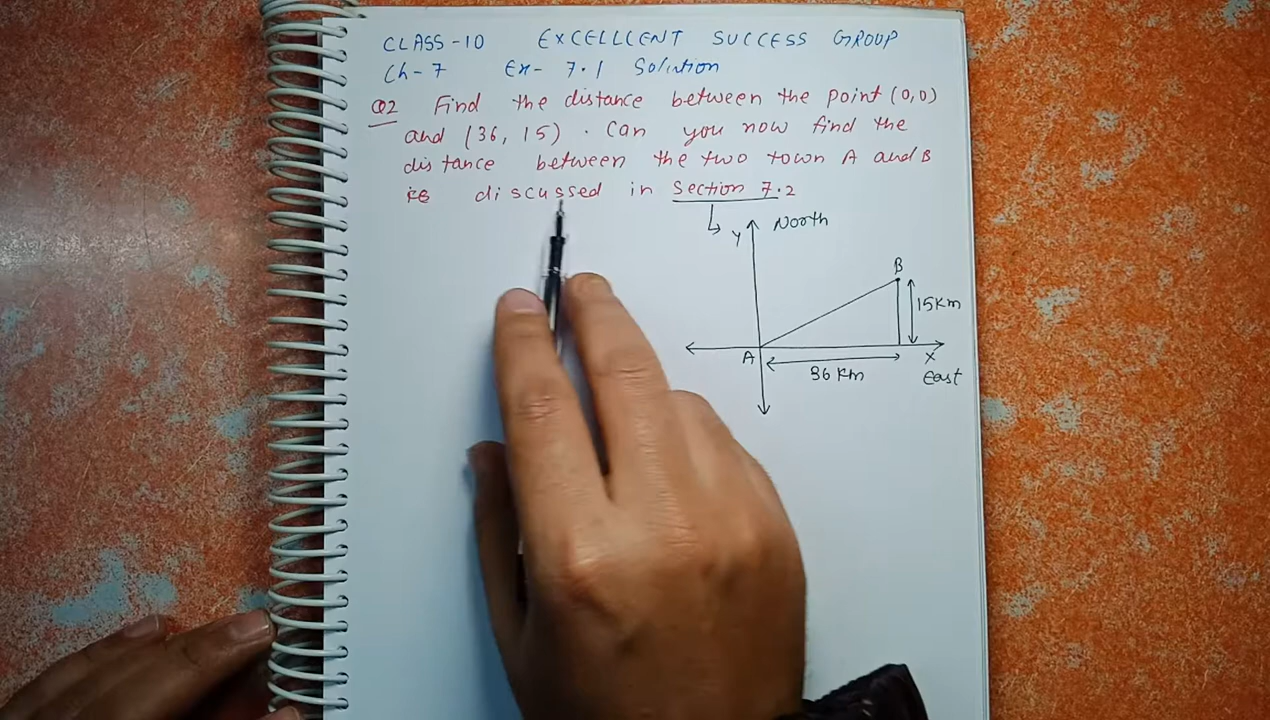 CLASS-10 EXCELLCENT SUCCESS GROUP
Ch-7 Ex- 7.1 Solution
Q2 Find the distance between the point (0,0)
and (36, 15). Can you now find the
distance between the two town A and B
discussed in Section 7.2
Y North
B
15Km
A
X
36 Km
East